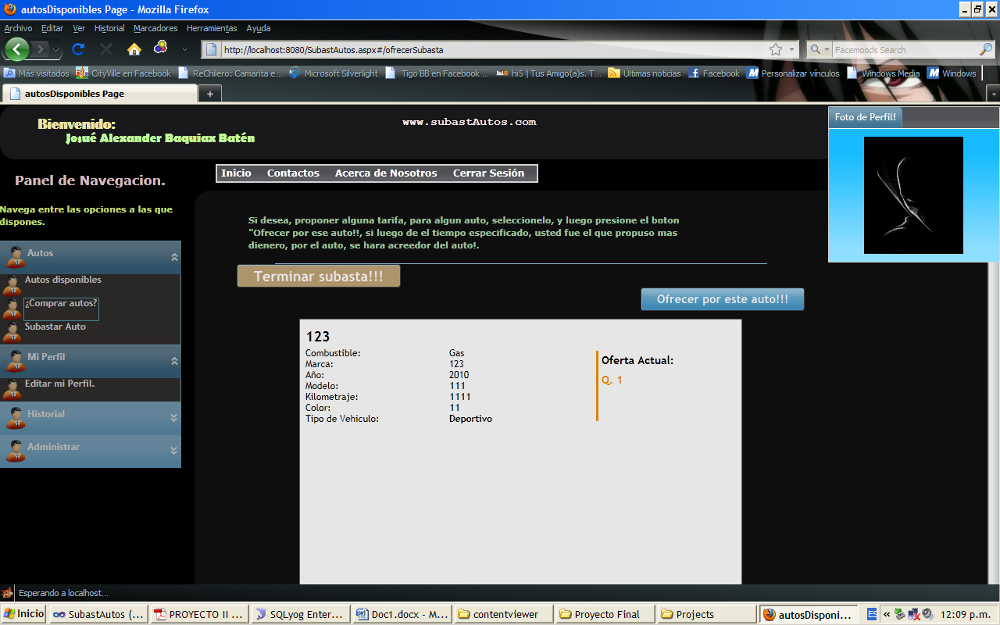 autosDisponibles Page - Mozilla Firefox
Archivo Editar Ver Historial Marcadores Herramientas Ayuda
http://localhost:8080/SubastAutos.aspx#/ofrecerSubasta
Facemoods Search
Más visitados CityVille en Facebook ReChilero: Camarita e... Microsoft Silverlight Tigo BB en Facebook ... hi5 | Tus Amigo(a)s. T... Últimas noticias Facebook Personalizar vínculos Windows Media Windows
autosDisponibles Page
Bienvenido:
Josué Alexander Baquiax Batén
www.subastAutos.com
Foto de Perfil!
Inicio Contactos Acerca de Nosotros Cerrar Sesión
Panel de Navegacion.
Navega entre las opciones a las que
dispones.
Autos
Autos disponibles
¿Comprar autos?
Subastar Auto
Mi Perfil
Editar mi Perfil.
Historial
Administrar
Si desea, proponer alguna tarifa, para algun auto, seleccionelo, y luego presione el boton
"Ofrecer por ese auto!!, si luego de el tiempo especificado, usted fue el que propuso mas
dienero, por el auto, se hara acreedor del auto!.
Terminar subasta!!!
Ofrecer por este auto!!!
123
Combustible: Gas
Marca: 123
Año: 2010
Modelo: 111
Kilometraje: 1111
Color: 11
Tipo de Vehiculo: Deportivo
Oferta Actual:
Q. 1
Esperando a localhost...
Inicio SubastAutos (... PROYECTO II ... SQLyog Enter... Doc1.docx - M... contentviewer Proyecto Final Projects autosDisponi... ES « 12:09 p.m.